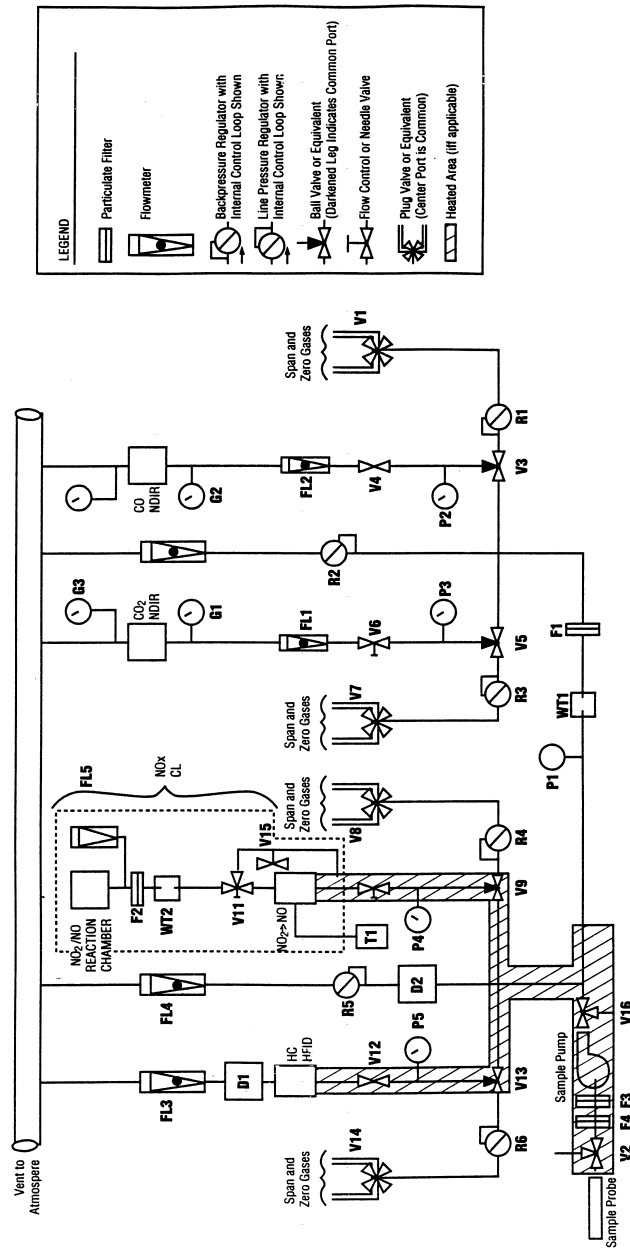 LEGEND
Particulate Filter
Flowmeter
Backpressure Regulator with
Internal Control Loop Shown
Line Pressure Regulator with
Internal Control Loop Shown
Ball Valve or Equivalent
(Darkened Leg Indicates Common Port)
Flow Control or Needle Valve
Plug Valve or Equivalent
(Center Port is Common)
Heated Area (iff applicable)
Vent to
Atmospere
G3
CO2
NDIR
G1
CO
NDIR
G2
FL5
NOx
CL
NO2/NO
REACTION
CHAMBER
F2
WT2
V11
V15
NO2>NO
T1
FL4
FL3
D1
HC
HFID
R5
D2
V12
P5
P4
FL1
V6
P3
FL2
V4
P2
R2
Span and
Zero Gases
V14
Span and
Zero Gases
V8
Span and
Zero Gases
V7
Span and
Zero Gases
V1
R6
V13
V9
R4
R3
V5
V3
R1
P1
WT1
F1
Sample Pump
Sample Probe
V2
F4
F3
V16